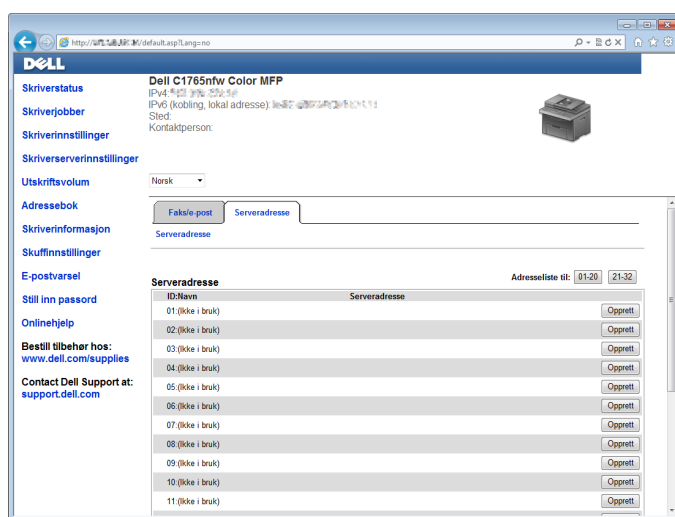 http:// /default.asp?Lang=no
DELL
Skriverstatus
Skriverjobber
Skriverinnstillinger
Skriverserverinnstillinger
Utskriftsvolum
Adressebok
Skriverinformasjon
Skuffinnstillinger
E-postvarsel
Still inn passord
Onlinehjelp
Bestill tilbehør hos:
www.dell.com/supplies
Contact Dell Support at:
support.dell.com
Dell C1765nfw Color MFP
IPv4:
IPv6 (kobling, lokal adresse):
Sted:
Kontaktperson:
Norsk
Faks/e-post Serveradresse
Serveradresse
Serveradresse Adresseliste til: 01-20 21-32
ID:Navn Serveradresse
01:(Ikke i bruk) Opprett
02:(Ikke i bruk) Opprett
03:(Ikke i bruk) Opprett
04:(Ikke i bruk) Opprett
05:(Ikke i bruk) Opprett
06:(Ikke i bruk) Opprett
07:(Ikke i bruk) Opprett
08:(Ikke i bruk) Opprett
09:(Ikke i bruk) Opprett
10:(Ikke i bruk) Opprett
11:(Ikke i bruk) Opprett